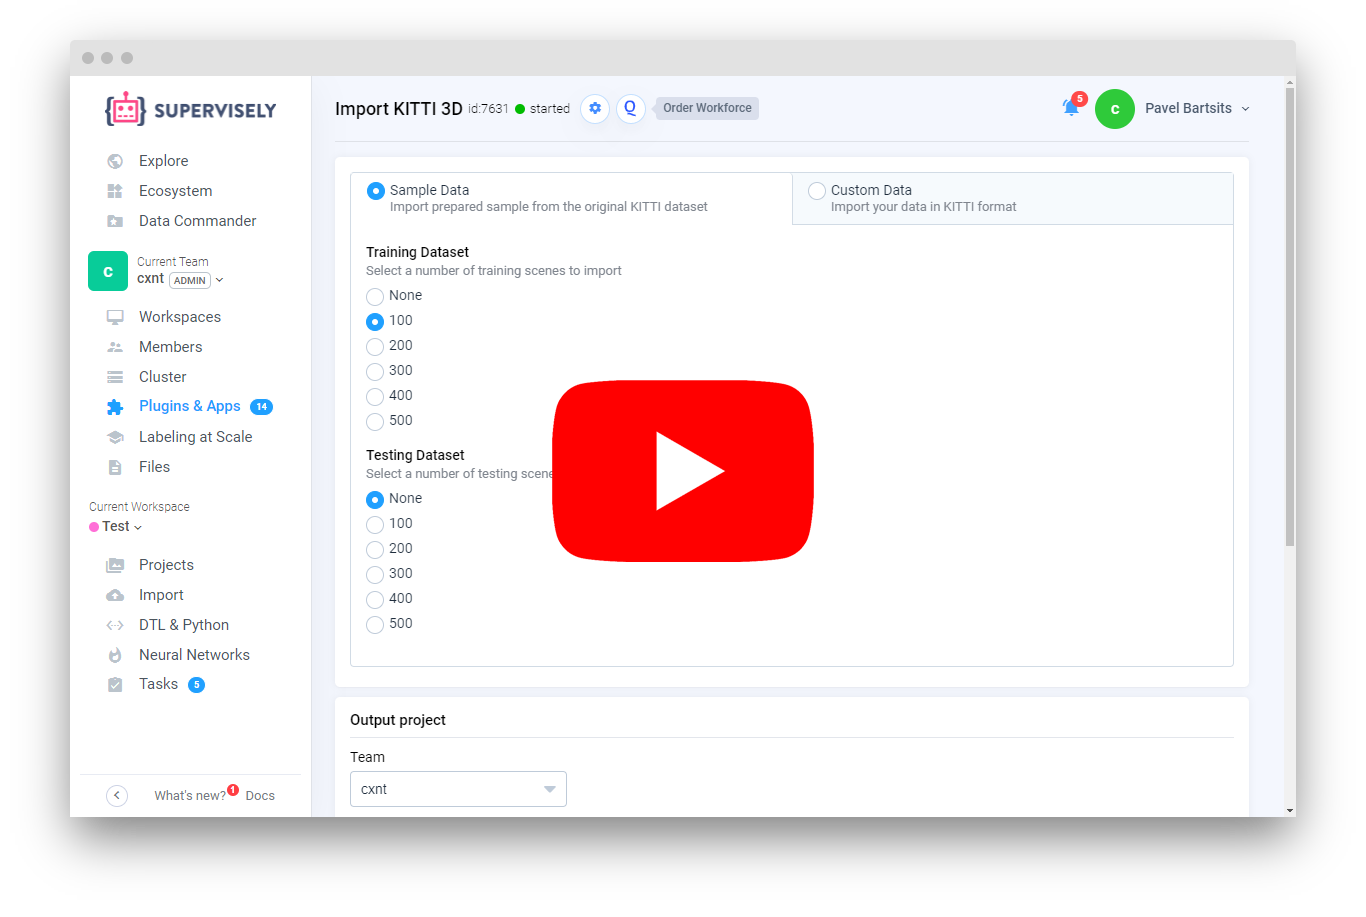 SUPERVISELY
Import KITTI 3D id:7631 started Q Order Workforce 5 c Pavel Bartsits
Explore
Ecosystem
Data Commander
c
Current Team
cxnt ADMIN
Workspaces
Members
Cluster
Plugins & Apps 14
Labeling at Scale
Files
Current Workspace
Test
Projects
Import
DTL & Python
Neural Networks
Tasks 5
What's new? 1 Docs
Sample Data
Import prepared sample from the original KITTI dataset
Custom Data
Import your data in KITTI format
Training Dataset
Select a number of training scenes to import
None
100
200
300
400
500
Testing Dataset
Select a number of testing scene
None
100
200
300
400
500
Output project
Team
cxnt